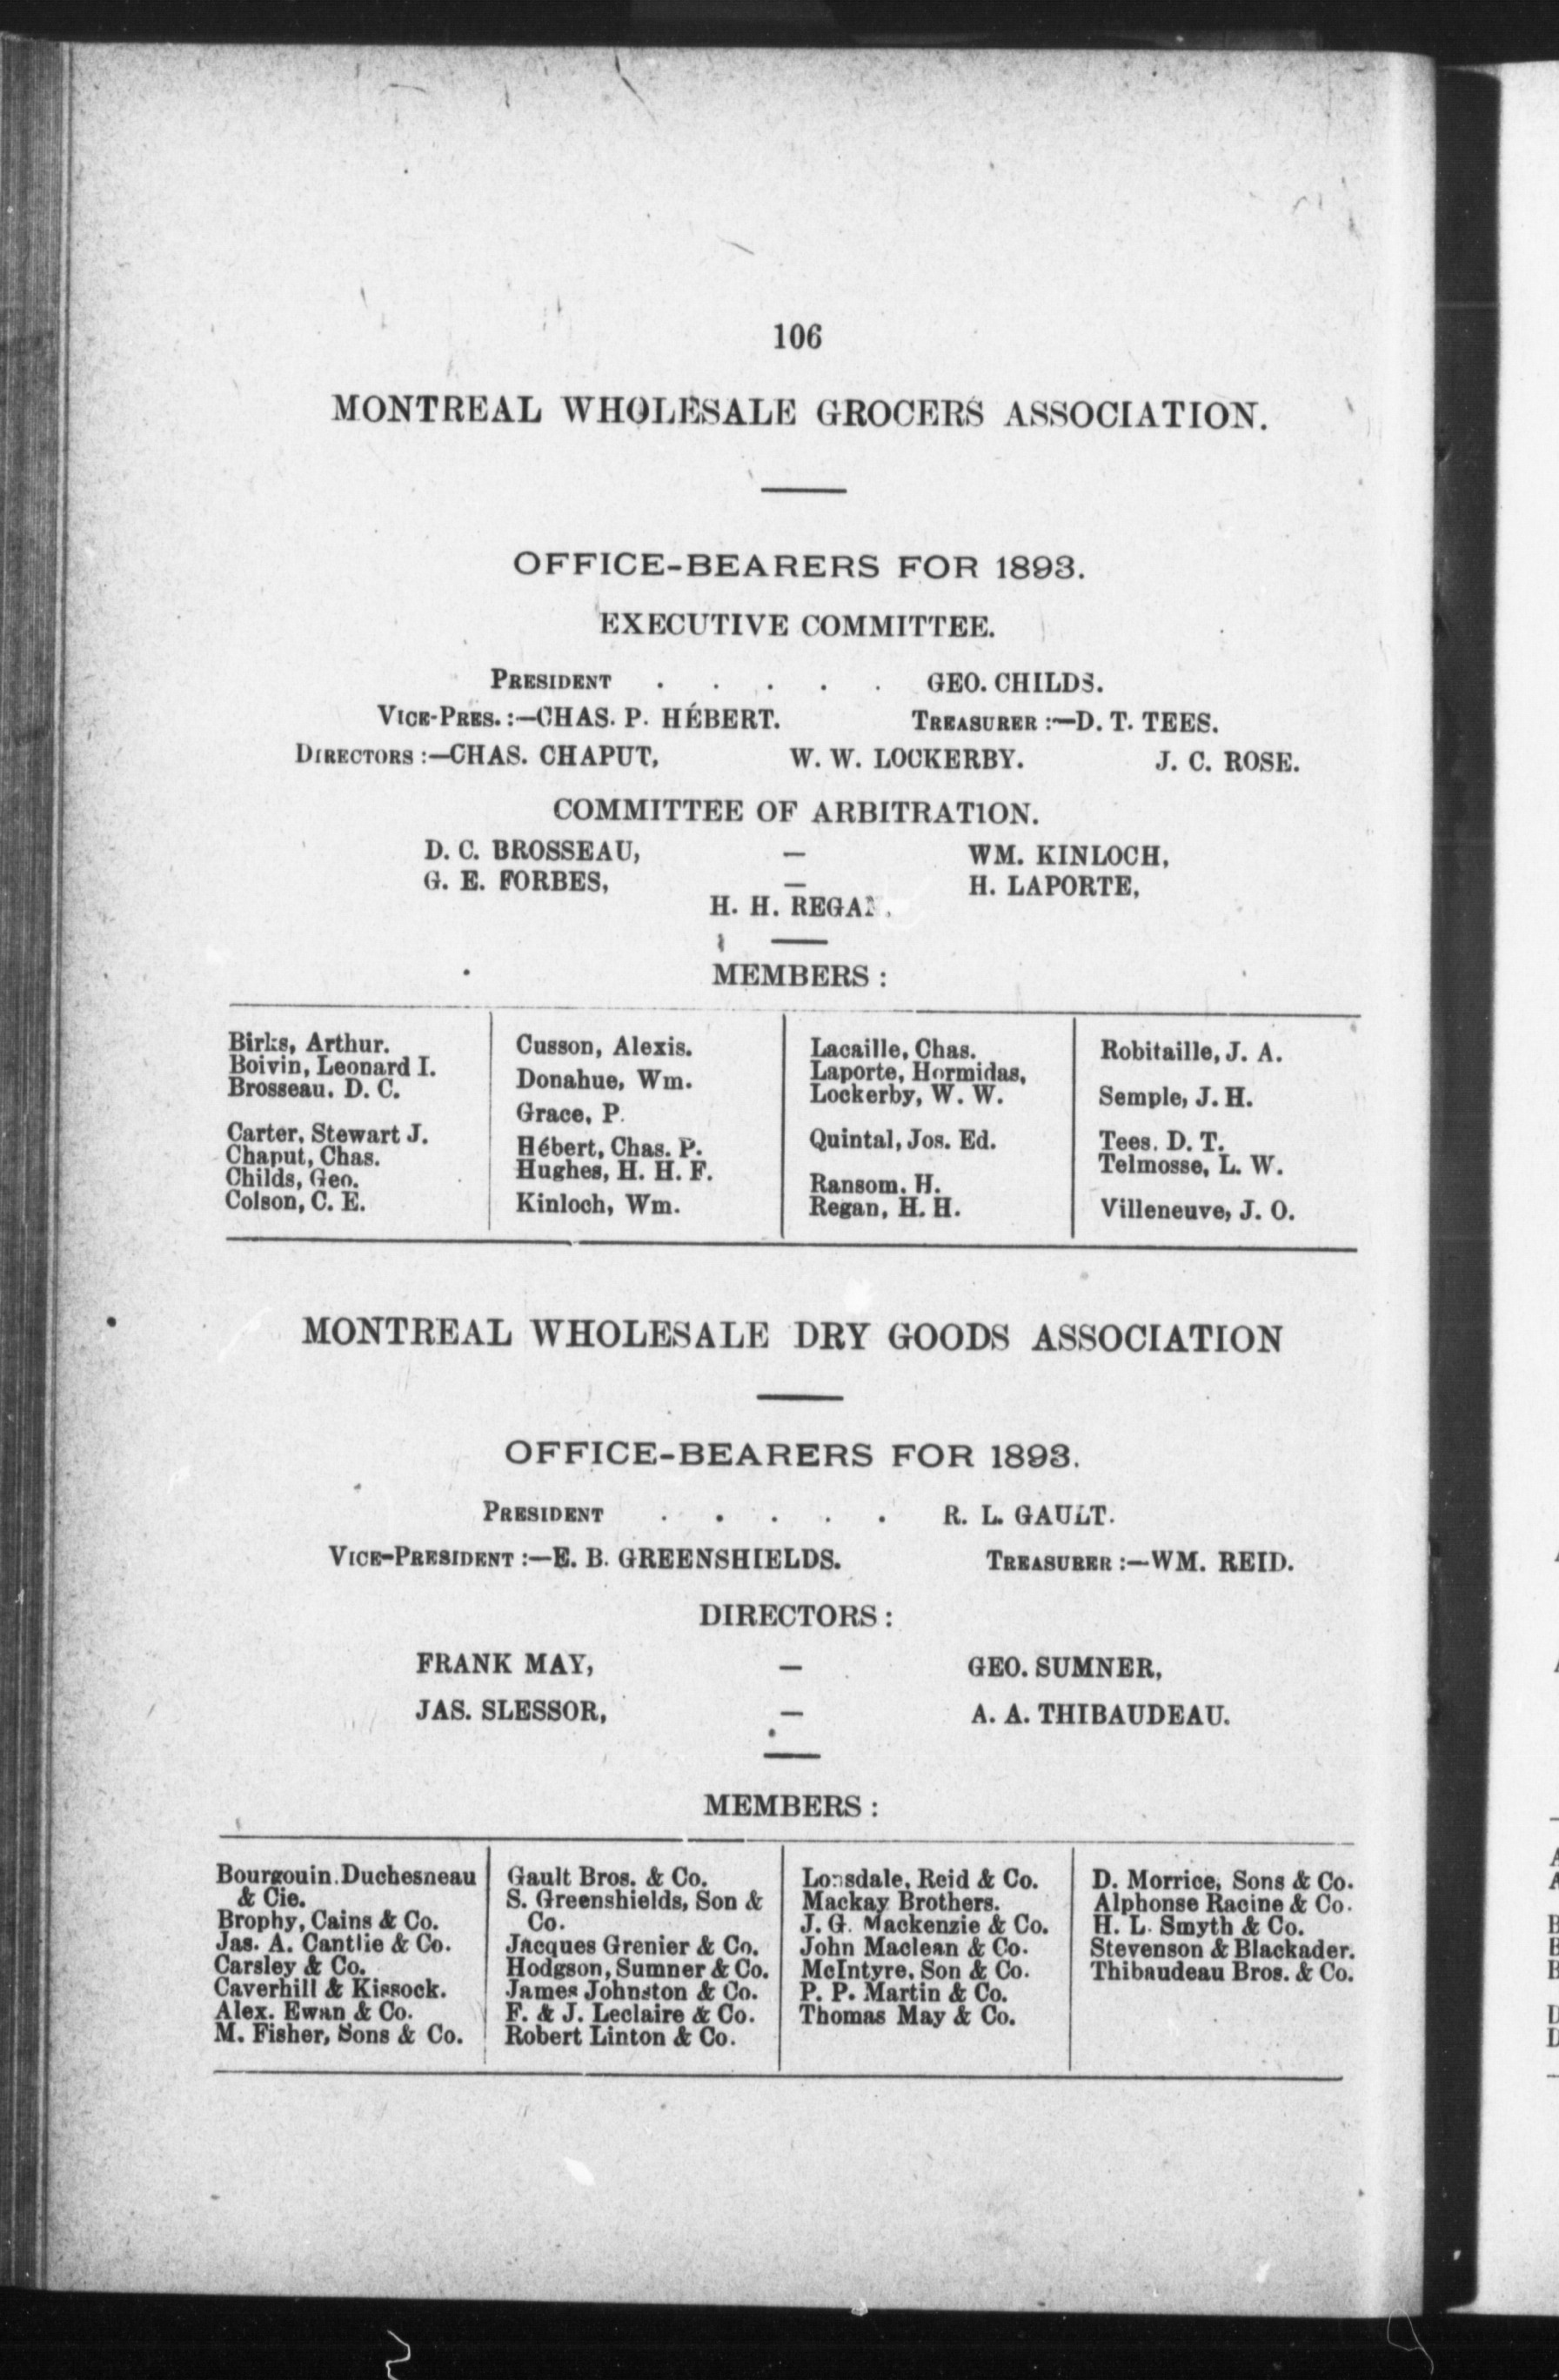 106
MONTREAL WHOLESALE GROCERS ASSOCIATION.
OFFICE-BEARERS FOR 1893.
EXECUTIVE COMMITTEE.
PRESIDENT . . . . . GEO. CHILDS.
VICE-PRES. :—CHAS. P. HÉBERT. TREASURER :—D. T. TEES.
DIRECTORS :—CHAS. CHAPUT, W. W. LOCKERBY. J. C. ROSE.
COMMITTEE OF ARBITRATION.
D. C. BROSSEAU, — WM. KINLOCH,
G. E. FORBES, — H. LAPORTE,
H. H. REGAN.
MEMBERS :
Birks, Arthur.
Boivin, Leonard I.
Brosseau. D. C.
Carter, Stewart J.
Chaput, Chas.
Childs, Geo.
Colson, C. E.
Cusson, Alexis.
Donahue, Wm.
Grace, P.
Hébert, Chas. P.
Hughes, H. H. F.
Kinloch, Wm.
Lacaille, Chas.
Laporte, Hormidas,
Lockerby, W. W.
Quintal, Jos. Ed.
Ransom. H.
Regan, H. H.
Robitaille, J. A.
Semple, J. H.
Tees. D. T.
Telmosse, L. W.
Villeneuve, J. O.
MONTREAL WHOLESALE DRY GOODS ASSOCIATION
OFFICE-BEARERS FOR 1893.
PRESIDENT . . . . . R. L. GAULT.
VICE-PRESIDENT :—E. B. GREENSHIELDS. TREASURER :—WM. REID.
DIRECTORS :
FRANK MAY, — GEO. SUMNER,
JAS. SLESSOR, — A. A. THIBAUDEAU.
MEMBERS :
Bourgouin. Duchesneau
& Cie.
Brophy, Cains & Co.
Jas. A. Cantlie & Co.
Carsley & Co.
Caverhill & Kissock.
Alex. Ewan & Co.
M. Fisher, Sons & Co.
Gault Bros. & Co.
S. Greenshields, Son &
Co.
Jacques Grenier & Co.
Hodgson, Sumner & Co.
James Johnston & Co.
F. & J. Leclaire & Co.
Robert Linton & Co.
Lonsdale, Reid & Co.
Mackay Brothers.
J. G. Mackenzie & Co.
John Maclean & Co.
McIntyre, Son & Co.
P. P. Martin & Co.
Thomas May & Co.
D. Morrice, Sons & Co.
Alphonse Racine & Co.
H. L. Smyth & Co.
Stevenson & Blackader.
Thibaudeau Bros. & Co.